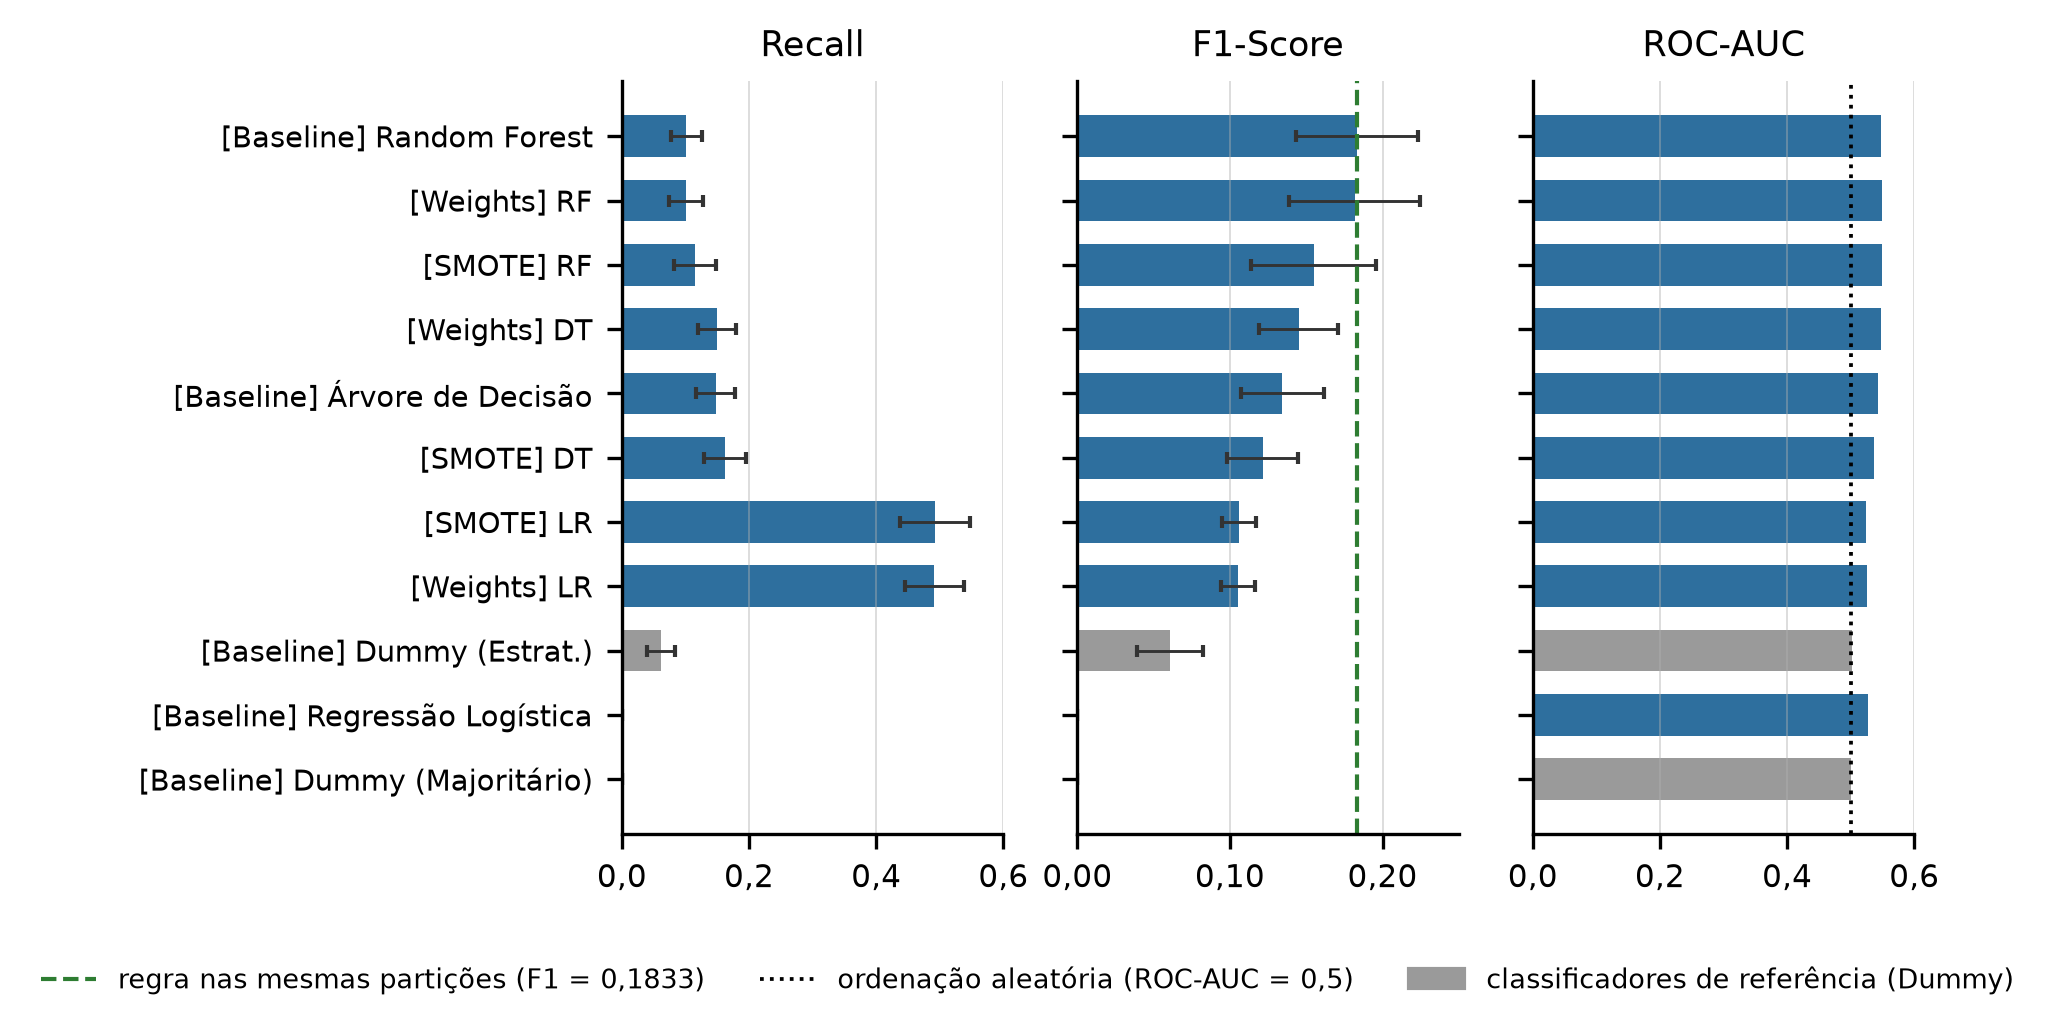 Recall
F1-Score
ROC-AUC
[Baseline] Random Forest
[Weights] RF
[SMOTE] RF
[Weights] DT
[Baseline] Árvore de Decisão
[SMOTE] DT
[SMOTE] LR
[Weights] LR
[Baseline] Dummy (Estrat.)
[Baseline] Regressão Logística
[Baseline] Dummy (Majoritário)
0,0 0,2 0,4 0,6
0,00 0,10 0,20
0,0 0,2 0,4 0,6
regra nas mesmas partições (F1 = 0,1833)
ordenação aleatória (ROC-AUC = 0,5)
classificadores de referência (Dummy)